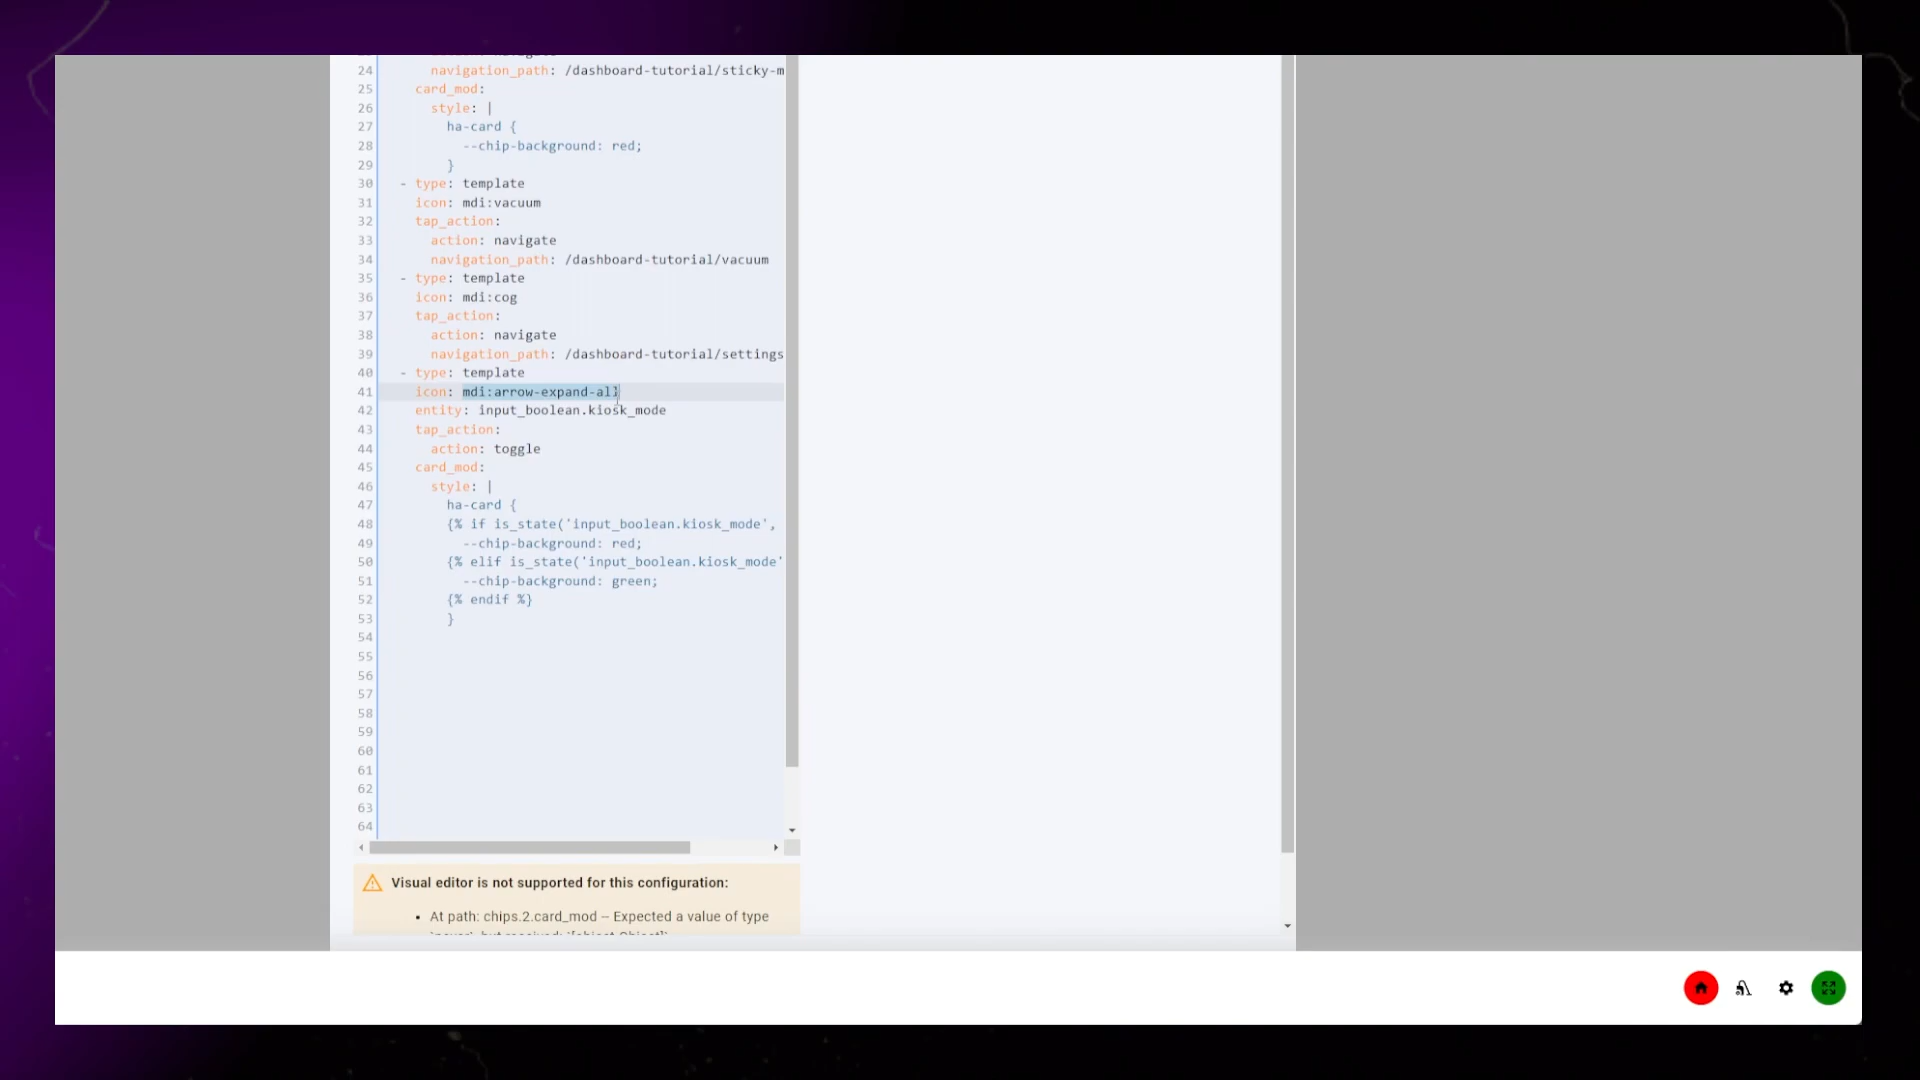 24 navigation_path: /dashboard-tutorial/sticky-m
25 card_mod:
26 style: |
27 ha-card {
28 --chip-background: red;
29 }
30 - type: template
31 icon: mdi:vacuum
32 tap_action:
33 action: navigate
34 navigation_path: /dashboard-tutorial/vacuum
35 - type: template
36 icon: mdi:cog
37 tap_action:
38 action: navigate
39 navigation_path: /dashboard-tutorial/settings
40 - type: template
41 icon: mdi:arrow-expand-all
42 entity: input_boolean.kiosk_mode
43 tap_action:
44 action: toggle
45 card_mod:
46 style: |
47 ha-card {
48 {% if is_state('input_boolean.kiosk_mode',
49 --chip-background: red;
50 {% elif is_state('input_boolean.kiosk_mode'
51 --chip-background: green;
52 {% endif %}
53 }
54
55
56
57
58
59
60
61
62
63
64
Visual editor is not supported for this configuration:
• At path: chips.2.card_mod -- Expected a value of type
`never`, but received: `[object Object]`